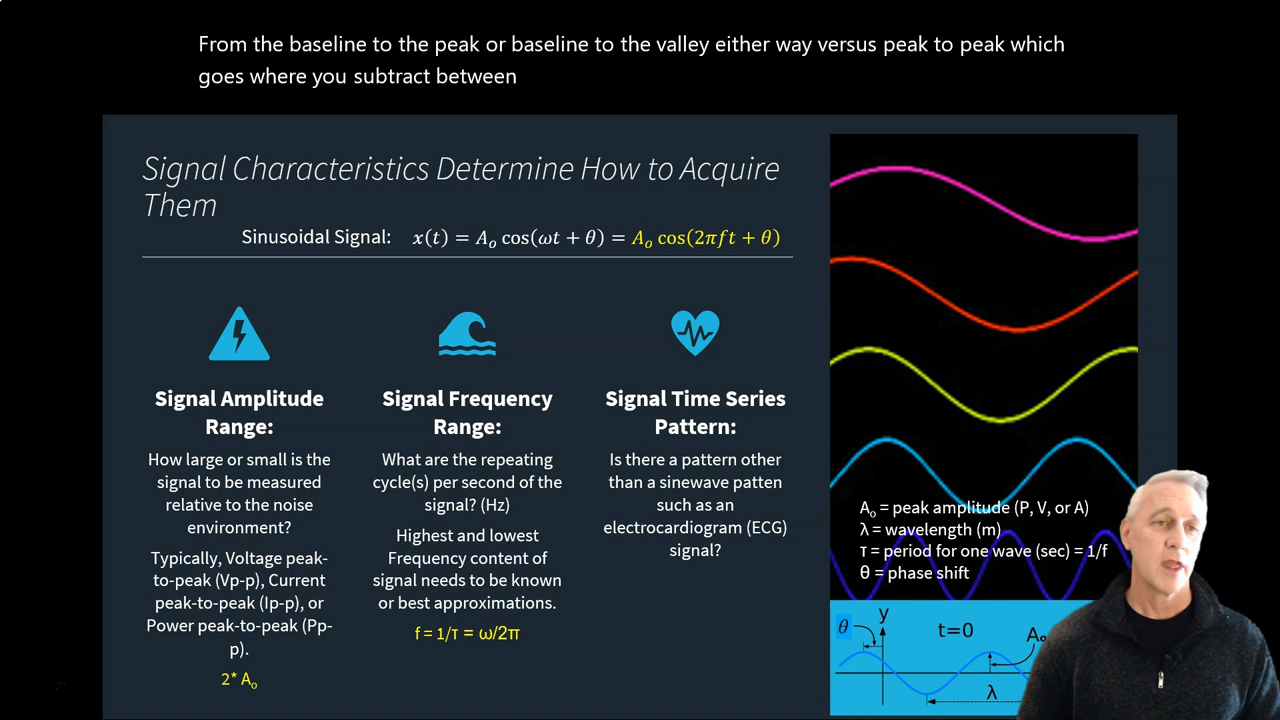 From the baseline to the peak or baseline to the valley either way versus peak to peak which
goes where you subtract between
Signal Characteristics Determine How to Acquire
Them
Sinusoidal Signal: x(t) = Aₒ cos(ωt + θ) = Aₒ cos(2πft + θ)
Signal Amplitude
Range:
How large or small is the
signal to be measured
relative to the noise
environment?
Typically, Voltage peak-
to-peak (Vp-p), Current
peak-to-peak (Ip-p), or
Power peak-to-peak (Pp-
p).
2* Aₒ
Signal Frequency
Range:
What are the repeating
cycle(s) per second of the
signal? (Hz)
Highest and lowest
Frequency content of
signal needs to be known
or best approximations.
f = 1/τ = ω/2π
Signal Time Series
Pattern:
Is there a pattern other
than a sinewave patten
such as an
electrocardiogram (ECG)
signal?
Aₒ = peak amplitude (P, V, or A)
λ = wavelength (m)
τ = period for one wave (sec) = 1/f
θ = phase shift
θ
y
t=0
Aₒ
λ